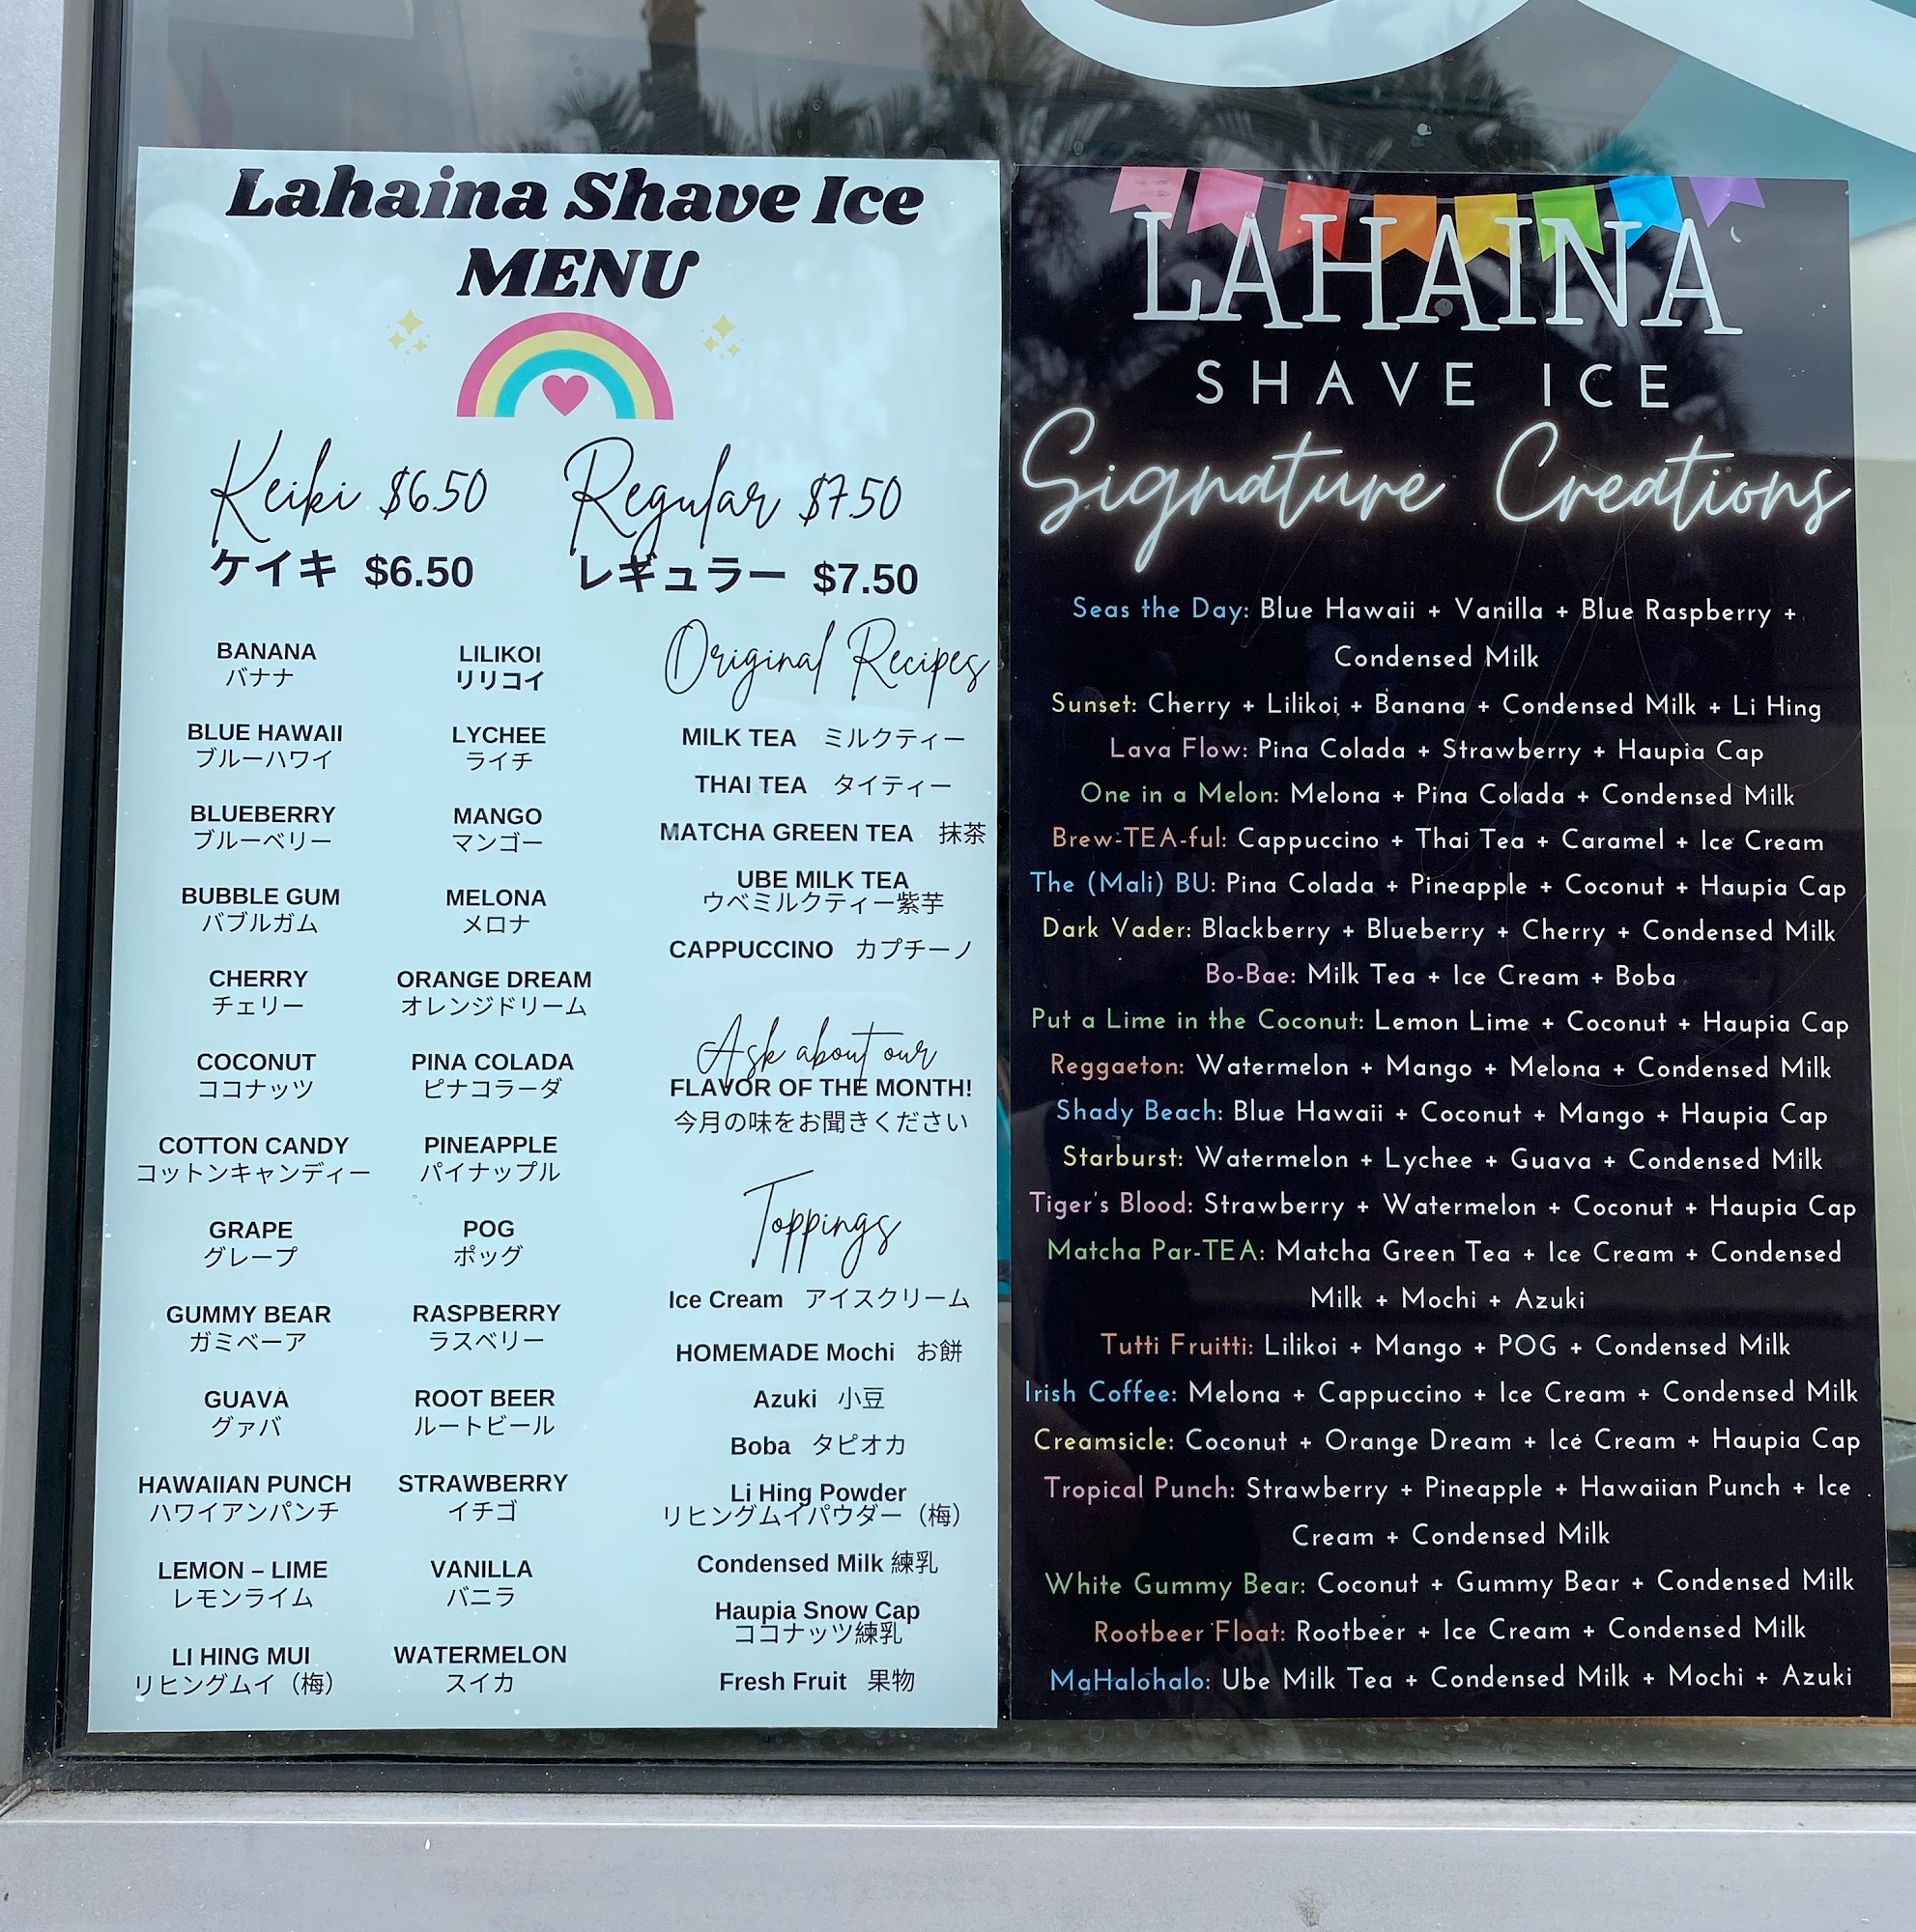 Lahaina Shave Ice
MENU
Keiki $6.50
ケイキ $6.50
Regular $7.50
レギュラー $7.50
BANANA
バナナ
BLUE HAWAII
ブルーハワイ
BLUEBERRY
ブルーベリー
BUBBLE GUM
バブルガム
CHERRY
チェリー
COCONUT
ココナッツ
COTTON CANDY
コットンキャンディー
GRAPE
グレープ
GUMMY BEAR
ガミベーア
GUAVA
グァバ
HAWAIIAN PUNCH
ハワイアンパンチ
LEMON – LIME
レモンライム
LI HING MUI
リヒングムイ（梅）
LILIKOI
リリコイ
LYCHEE
ライチ
MANGO
マンゴー
MELONA
メロナ
ORANGE DREAM
オレンジドリーム
PINA COLADA
ピナコラーダ
PINEAPPLE
パイナップル
POG
ポッグ
RASPBERRY
ラスベリー
ROOT BEER
ルートビール
STRAWBERRY
イチゴ
VANILLA
バニラ
WATERMELON
スイカ
Original Recipes
MILK TEA ミルクティー
THAI TEA タイティー
MATCHA GREEN TEA 抹茶
UBE MILK TEA
ウベミルクティー紫芋
CAPPUCCINO カプチーノ
Ask about our
FLAVOR OF THE MONTH!
今月の味をお聞きください
Toppings
Ice Cream アイスクリーム
HOMEMADE Mochi お餅
Azuki 小豆
Boba タピオカ
Li Hing Powder
リヒングムイパウダー（梅）
Condensed Milk 練乳
Haupia Snow Cap
ココナッツ練乳
Fresh Fruit 果物
LAHAINA
SHAVE ICE
Signature Creations
Seas the Day: Blue Hawaii + Vanilla + Blue Raspberry +
Condensed Milk
Sunset: Cherry + Lilikoi + Banana + Condensed Milk + Li Hing
Lava Flow: Pina Colada + Strawberry + Haupia Cap
One in a Melon: Melona + Pina Colada + Condensed Milk
Brew-TEA-ful: Cappuccino + Thai Tea + Caramel + Ice Cream
The (Mali) BU: Pina Colada + Pineapple + Coconut + Haupia Cap
Dark Vader: Blackberry + Blueberry + Cherry + Condensed Milk
Bo-Bae: Milk Tea + Ice Cream + Boba
Put a Lime in the Coconut: Lemon Lime + Coconut + Haupia Cap
Reggaeton: Watermelon + Mango + Melona + Condensed Milk
Shady Beach: Blue Hawaii + Coconut + Mango + Haupia Cap
Starburst: Watermelon + Lychee + Guava + Condensed Milk
Tiger's Blood: Strawberry + Watermelon + Coconut + Haupia Cap
Matcha Par-TEA: Matcha Green Tea + Ice Cream + Condensed
Milk + Mochi + Azuki
Tutti Fruitti: Lilikoi + Mango + POG + Condensed Milk
Irish Coffee: Melona + Cappuccino + Ice Cream + Condensed Milk
Creamsicle: Coconut + Orange Dream + Ice Cream + Haupia Cap
Tropical Punch: Strawberry + Pineapple + Hawaiian Punch + Ice
Cream + Condensed Milk
White Gummy Bear: Coconut + Gummy Bear + Condensed Milk
Rootbeer Float: Rootbeer + Ice Cream + Condensed Milk
MaHalohalo: Ube Milk Tea + Condensed Milk + Mochi + Azuki